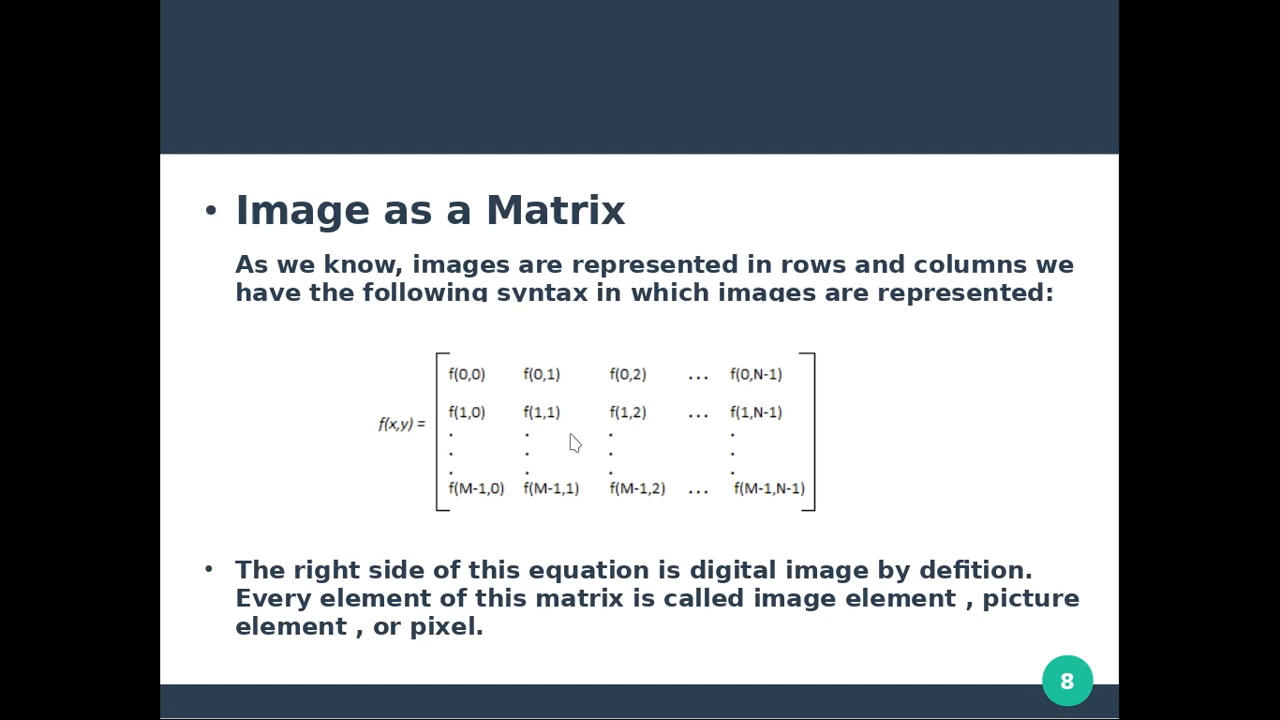 • Image as a Matrix
As we know, images are represented in rows and columns we
have the following syntax in which images are represented:
f(0,0) f(0,1) f(0,2) ... f(0,N-1)
f(1,0) f(1,1) f(1,2) ... f(1,N-1)
f(x,y) =
. . . .
. . . .
. . . .
f(M-1,0) f(M-1,1) f(M-1,2) ... f(M-1,N-1)
• The right side of this equation is digital image by defition.
Every element of this matrix is called image element , picture
element , or pixel.
8